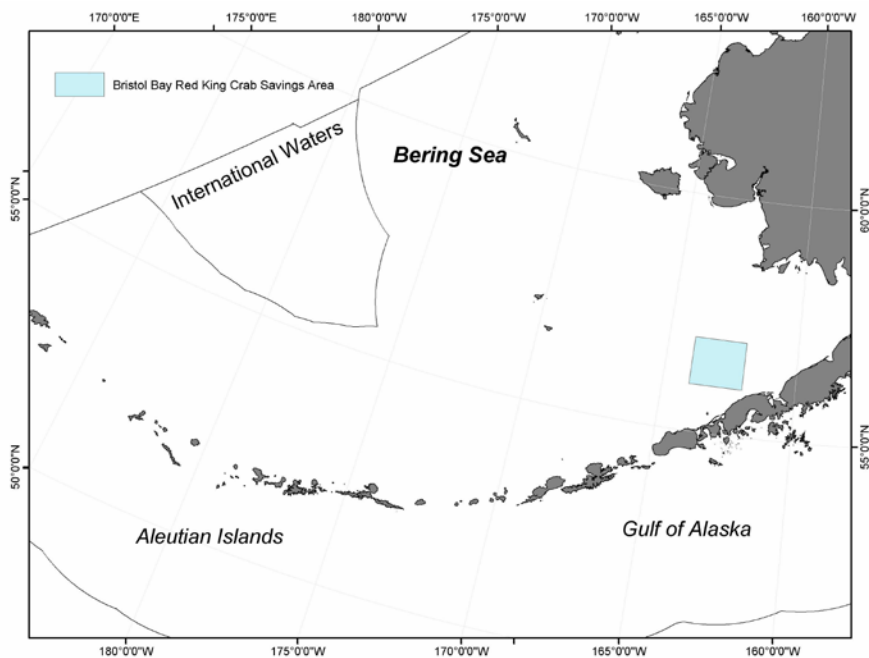 170°0'0"E
175°0'0"E
180°0'0"W
175°0'0"W
170°0'0"W
165°0'0"W
160°0'0"W
Bristol Bay Red King Crab Savings Area
International Waters
Bering Sea
55°0'0"N
60°0'0"N
50°0'0"N
55°0'0"N
Aleutian Islands
Gulf of Alaska
180°0'0"W
175°0'0"W
170°0'0"W
165°0'0"W
160°0'0"W